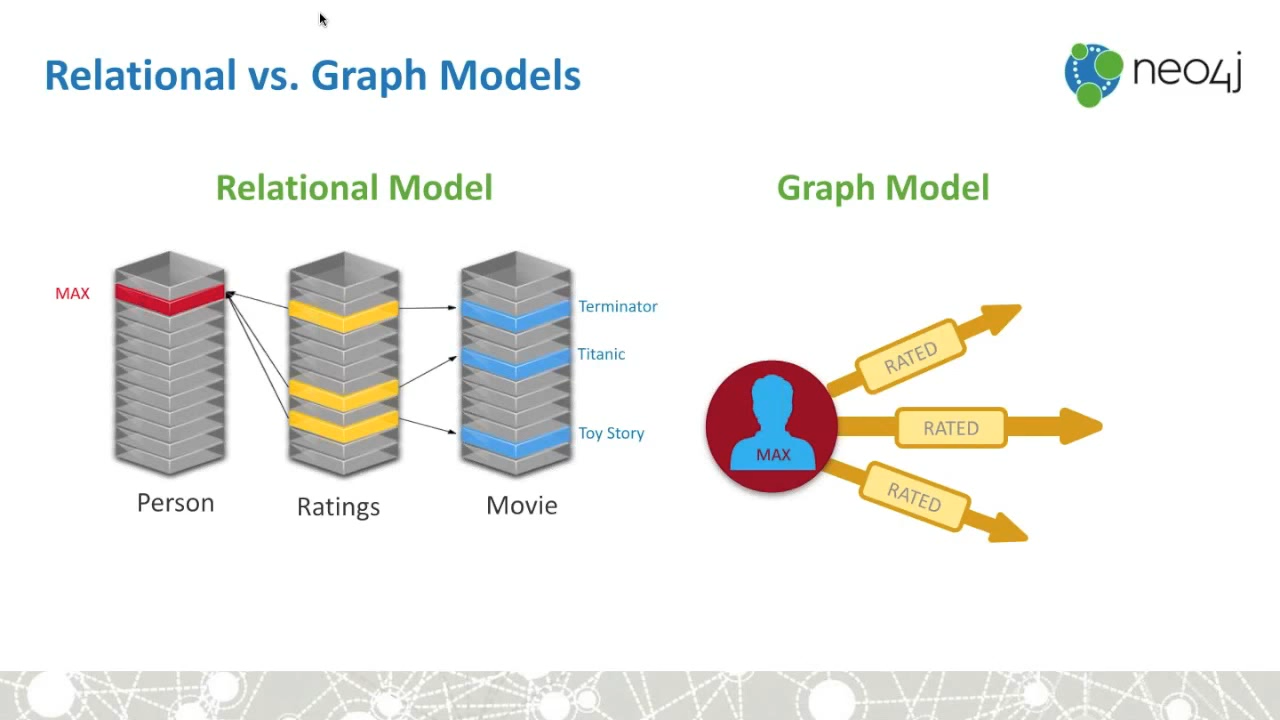 Relational vs. Graph Models
neo4j
Relational Model
Graph Model
MAX
Terminator
Titanic
Toy Story
Person
Ratings
Movie
RATED
RATED
RATED
MAX